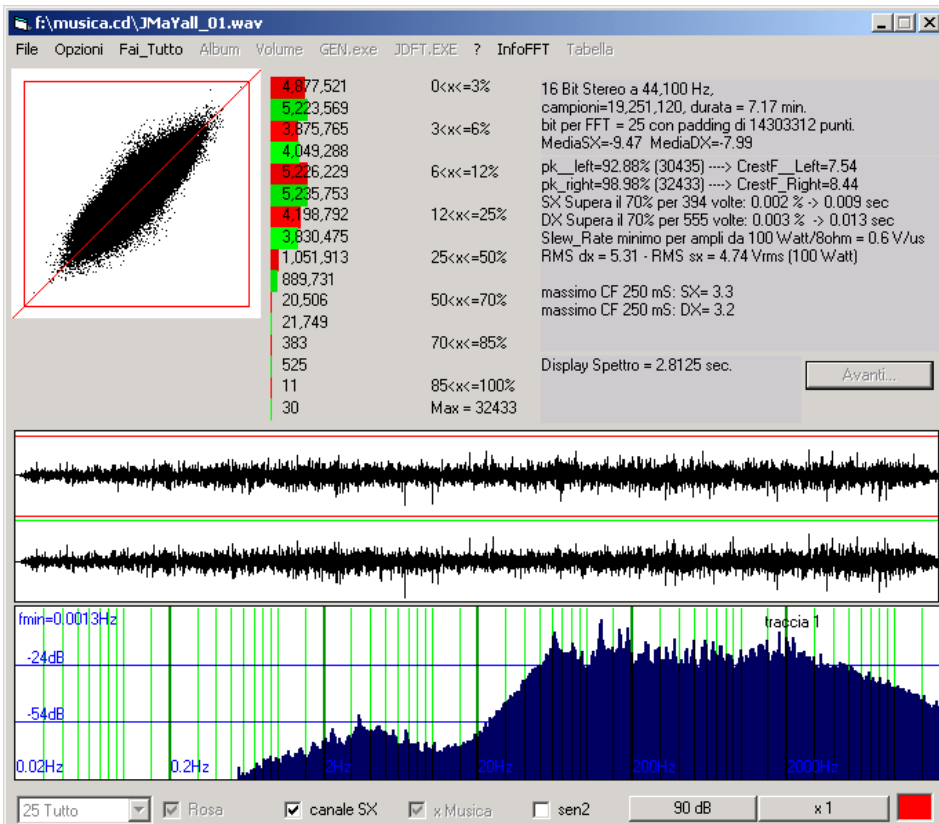 f:\musica.cd\JMaYall_01.wav
File Opzioni Fai_Tutto Album Volume GEN.exe JDFT.EXE ? InfoFFT Tabella
4,877,521 0<x<=3%
5,223,569
3,875,765 3<x<=6%
4,049,288
5,226,229 6<x<=12%
5,235,753
4,198,792 12<x<=25%
3,830,475
1,051,913 25<x<=50%
889,731
20,506 50<x<=70%
21,749
383 70<x<=85%
525
11 85<x<=100%
30 Max = 32433
16 Bit Stereo a 44,100 Hz,
campioni=19,251,120, durata = 7.17 min.
bit per FFT = 25 con padding di 14303312 punti.
MediaSX=-9.47 MediaDX=-7.99
pk__left=92.88% (30435) ----> CrestF__Left=7.54
pk_right=98.98% (32433) ----> CrestF_Right=8.44
SX Supera il 70% per 394 volte: 0.002 % -> 0.009 sec
DX Supera il 70% per 555 volte: 0.003 % -> 0.013 sec
Slew_Rate minimo per ampli da 100 Watt/8ohm = 0.6 V/us
RMS dx = 5.31 - RMS sx = 4.74 Vrms (100 Watt)
massimo CF 250 mS: SX= 3.3
massimo CF 250 mS: DX= 3.2
Display Spettro = 2.8125 sec.
Avanti...
fmin=0.0013Hz
traccia 1
-24dB
-54dB
0.02Hz 0.2Hz 2Hz 20Hz 200Hz 2000Hz
25 Tutto Rosa canale SX x Musica sen2 90 dB x 1